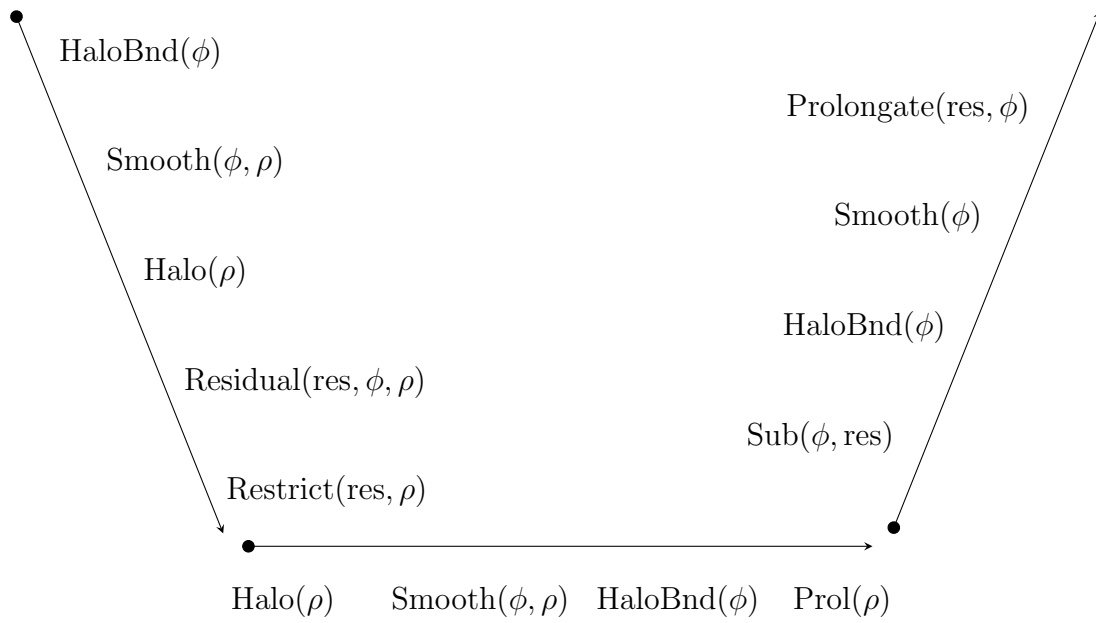 HaloBnd(ϕ)
Smooth(ϕ, ρ)
Halo(ρ)
Residual(res, ϕ, ρ)
Restrict(res, ρ)
Halo(ρ) Smooth(ϕ, ρ) HaloBnd(ϕ) Prol(ρ)
Sub(ϕ, res)
HaloBnd(ϕ)
Smooth(ϕ)
Prolongate(res, ϕ)